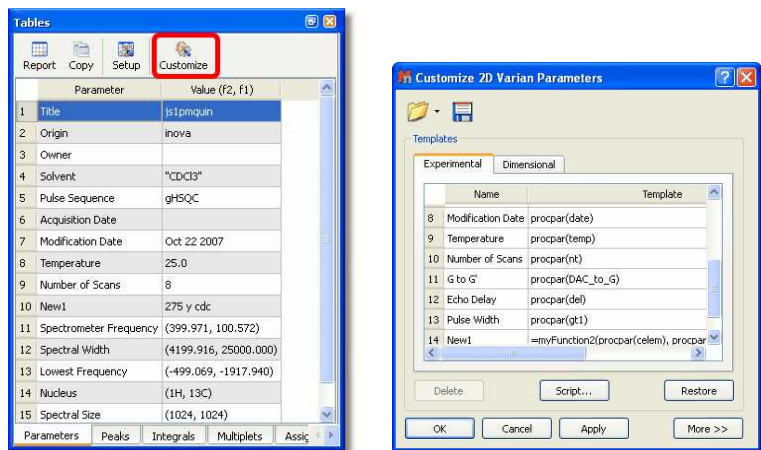 Tables
Report Copy Setup Customize
Parameter Value (f2, f1)
1 Title js1pmquin
2 Origin inova
3 Owner
4 Solvent "CDCl3"
5 Pulse Sequence gHSQC
6 Acquisition Date
7 Modification Date Oct 22 2007
8 Temperature 25.0
9 Number of Scans 8
10 New1 275 y cdc
11 Spectrometer Frequency (399.971, 100.572)
12 Spectral Width (4199.916, 25000.000)
13 Lowest Frequency (-499.069, -1917.940)
14 Nucleus (1H, 13C)
15 Spectral Size (1024, 1024)
Parameters Peaks Integrals Multiplets Assig
Customize 2D Varian Parameters
Templates
Experimental Dimensional
Name Template
8 Modification Date procpar(date)
9 Temperature procpar(temp)
10 Number of Scans procpar(nt)
11 G to G' procpar(DAC_to_G)
12 Echo Delay procpar(del)
13 Pulse Width procpar(gt1)
14 New1 =myFunction2(procpar(celem), procpar
Delete Script... Restore
OK Cancel Apply More >>